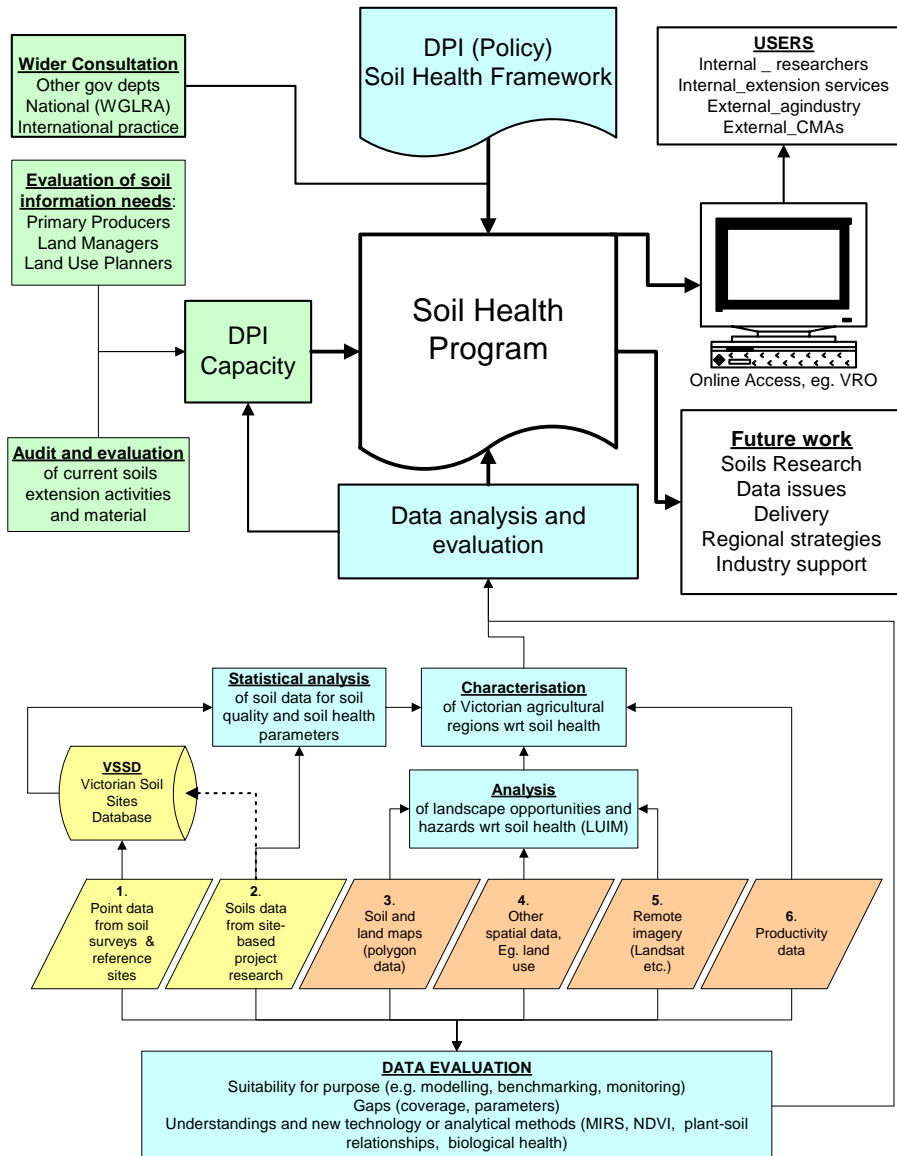 DPI (Policy)
Soil Health Framework
Wider Consultation
Other gov depts
National (WGLRA)
International practice
USERS
Internal _ researchers
Internal_extension services
External_agindustry
External_CMAs
Evaluation of soil
information needs:
Primary Producers
Land Managers
Land Use Planners
DPI
Capacity
Soil Health
Program
Online Access, eg. VRO
Audit and evaluation
of current soils
extension activities
and material
Data analysis and
evaluation
Future work
Soils Research
Data issues
Delivery
Regional strategies
Industry support
Statistical analysis
of soil data for soil
quality and soil health
parameters
Characterisation
of Victorian agricultural
regions wrt soil health
VSSD
Victorian Soil
Sites
Database
Analysis
of landscape opportunities and
hazards wrt soil health (LUIM)
1.
Point data
from soil
surveys &
reference
sites
2.
Soils data
from site-
based
project
research
3.
Soil and
land maps
(polygon
data)
4.
Other
spatial data,
Eg. land
use
5.
Remote
imagery
(Landsat
etc.)
6.
Productivity
data
DATA EVALUATION
Suitability for purpose (e.g. modelling, benchmarking, monitoring)
Gaps (coverage, parameters)
Understandings and new technology or analytical methods (MIRS, NDVI, plant-soil
relationships, biological health)